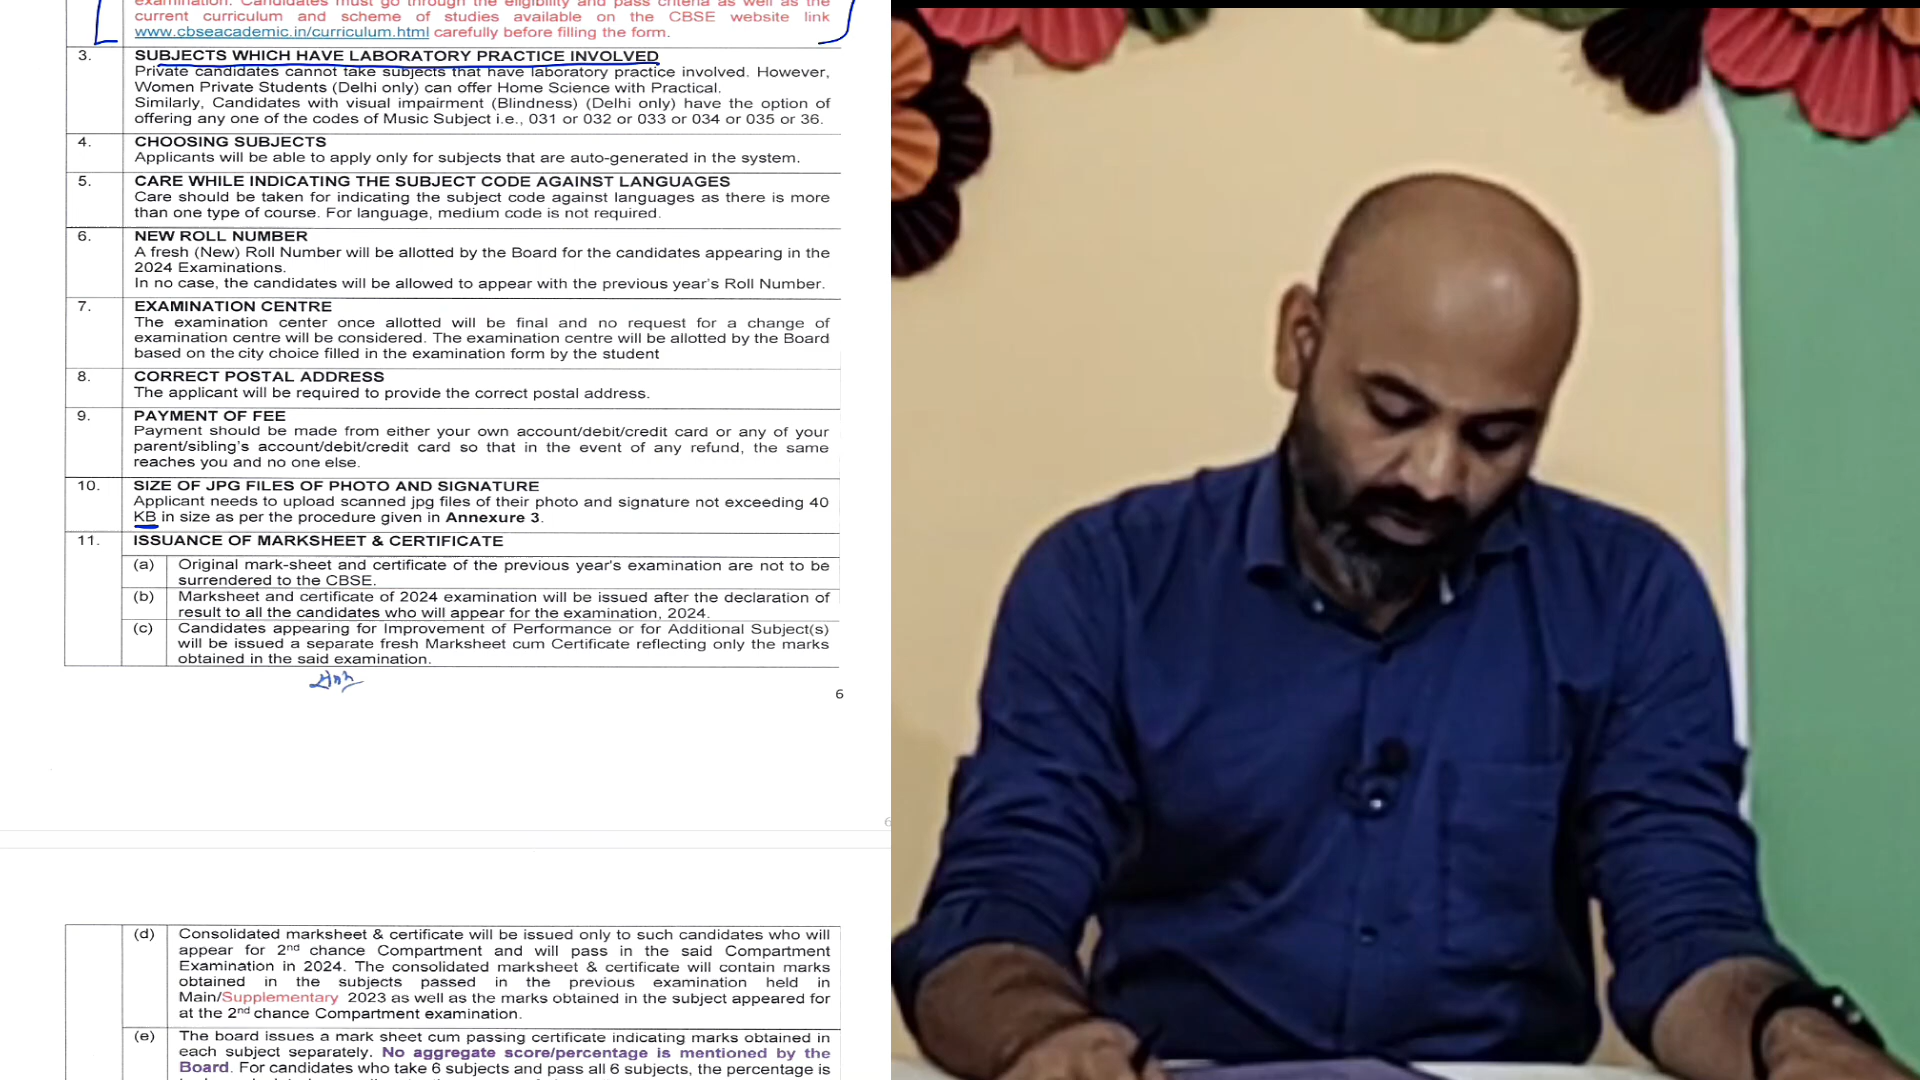 examination. Candidates must go through the eligibility and pass criteria as well as the
current curriculum and scheme of studies available on the CBSE website link
www.cbseacademic.in/curriculum.html carefully before filling the form.
3. SUBJECTS WHICH HAVE LABORATORY PRACTICE INVOLVED
Private candidates cannot take subjects that have laboratory practice involved. However,
Women Private Students (Delhi only) can offer Home Science with Practical.
Similarly, Candidates with visual impairment (Blindness) (Delhi only) have the option of
offering any one of the codes of Music Subject i.e., 031 or 032 or 033 or 034 or 035 or 36.
4. CHOOSING SUBJECTS
Applicants will be able to apply only for subjects that are auto-generated in the system.
5. CARE WHILE INDICATING THE SUBJECT CODE AGAINST LANGUAGES
Care should be taken for indicating the subject code against languages as there is more
than one type of course. For language, medium code is not required.
6. NEW ROLL NUMBER
A fresh (New) Roll Number will be allotted by the Board for the candidates appearing in the
2024 Examinations.
In no case, the candidates will be allowed to appear with the previous year's Roll Number.
7. EXAMINATION CENTRE
The examination center once allotted will be final and no request for a change of
examination centre will be considered. The examination centre will be allotted by the Board
based on the city choice filled in the examination form by the student
8. CORRECT POSTAL ADDRESS
The applicant will be required to provide the correct postal address.
9. PAYMENT OF FEE
Payment should be made from either your own account/debit/credit card or any of your
parent/sibling's account/debit/credit card so that in the event of any refund, the same
reaches you and no one else.
10. SIZE OF JPG FILES OF PHOTO AND SIGNATURE
Applicant needs to upload scanned jpg files of their photo and signature not exceeding 40
KB in size as per the procedure given in Annexure 3.
11. ISSUANCE OF MARKSHEET & CERTIFICATE
(a) Original mark-sheet and certificate of the previous year's examination are not to be
surrendered to the CBSE.
(b) Marksheet and certificate of 2024 examination will be issued after the declaration of
result to all the candidates who will appear for the examination, 2024.
(c) Candidates appearing for Improvement of Performance or for Additional Subject(s)
will be issued a separate fresh Marksheet cum Certificate reflecting only the marks
obtained in the said examination.
6
6
(d) Consolidated marksheet & certificate will be issued only to such candidates who will
appear for 2nd chance Compartment and will pass in the said Compartment
Examination in 2024. The consolidated marksheet & certificate will contain marks
obtained in the subjects passed in the previous examination held in
Main/Supplementary 2023 as well as the marks obtained in the subject appeared for
at the 2nd chance Compartment examination.
(e) The board issues a mark sheet cum passing certificate indicating marks obtained in
each subject separately. No aggregate score/percentage is mentioned by the
Board. For candidates who take 6 subjects and pass all 6 subjects, the percentage is